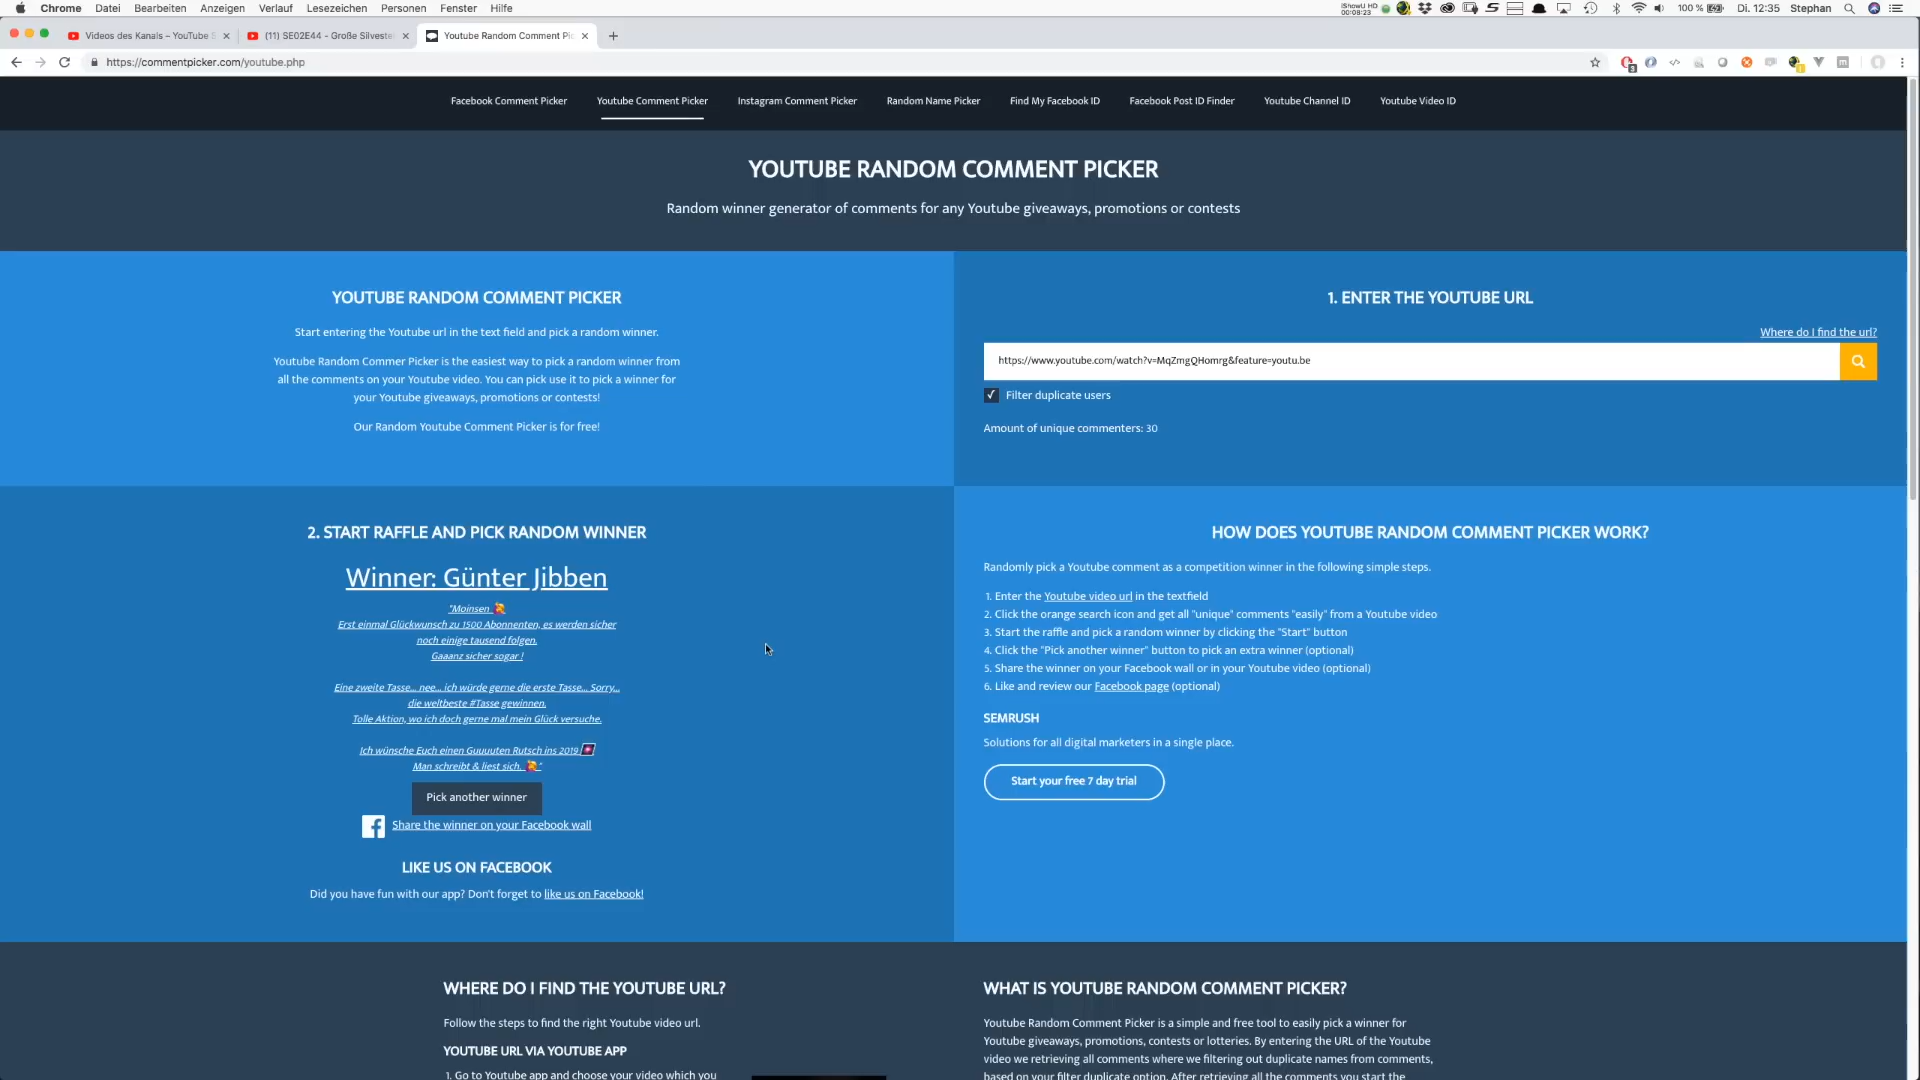 Chrome Datei Bearbeiten Anzeigen Verlauf Lesezeichen Personen Fenster Hilfe
iShowU HD
00:08:23
100 % Di. 12:35 Stephan
Videos des Kanals – YouTube S
(11) SE02E44 - Große Silveste
Youtube Random Comment Pic
https://commentpicker.com/youtube.php
Facebook Comment Picker Youtube Comment Picker Instagram Comment Picker Random Name Picker Find My Facebook ID Facebook Post ID Finder Youtube Channel ID Youtube Video ID
YOUTUBE RANDOM COMMENT PICKER
Random winner generator of comments for any Youtube giveaways, promotions or contests
YOUTUBE RANDOM COMMENT PICKER
Start entering the Youtube url in the text field and pick a random winner.
Youtube Random Commer Picker is the easiest way to pick a random winner from
all the comments on your Youtube video. You can pick use it to pick a winner for
your Youtube giveaways, promotions or contests!
Our Random Youtube Comment Picker is for free!
1. ENTER THE YOUTUBE URL
Where do I find the url?
https://www.youtube.com/watch?v=MqZmgQHomrg&feature=youtu.be
Filter duplicate users
Amount of unique commenters: 30
2. START RAFFLE AND PICK RANDOM WINNER
Winner: Günter Jibben
"Moinsen 🥰
Erst einmal Glückwunsch zu 1500 Abonnenten, es werden sicher
noch einige tausend folgen.
Gaaanz sicher sogar !
Eine zweite Tasse... nee... ich würde gerne die erste Tasse... Sorry...
die weltbeste #Tasse gewinnen.
Tolle Aktion, wo ich doch gerne mal mein Glück versuche.
Ich wünsche Euch einen Guuuuten Rutsch ins 2019 🎆
Man schreibt & liest sich. 🥰"
Pick another winner
Share the winner on your Facebook wall
LIKE US ON FACEBOOK
Did you have fun with our app? Don't forget to like us on Facebook!
HOW DOES YOUTUBE RANDOM COMMENT PICKER WORK?
Randomly pick a Youtube comment as a competition winner in the following simple steps.
1. Enter the Youtube video url in the textfield
2. Click the orange search icon and get all "unique" comments "easily" from a Youtube video
3. Start the raffle and pick a random winner by clicking the "Start" button
4. Click the "Pick another winner" button to pick an extra winner (optional)
5. Share the winner on your Facebook wall or in your Youtube video (optional)
6. Like and review our Facebook page (optional)
SEMRUSH
Solutions for all digital marketers in a single place.
Start your free 7 day trial
WHERE DO I FIND THE YOUTUBE URL?
Follow the steps to find the right Youtube video url.
YOUTUBE URL VIA YOUTUBE APP
1. Go to Youtube app and choose your video which you
WHAT IS YOUTUBE RANDOM COMMENT PICKER?
Youtube Random Comment Picker is a simple and free tool to easily pick a winner for
Youtube giveaways, promotions, contests or lotteries. By entering the URL of the Youtube
video we retrieving all comments where we filtering out duplicate names from comments,
based on your filter duplicate option. After retrieving all the comments you start the